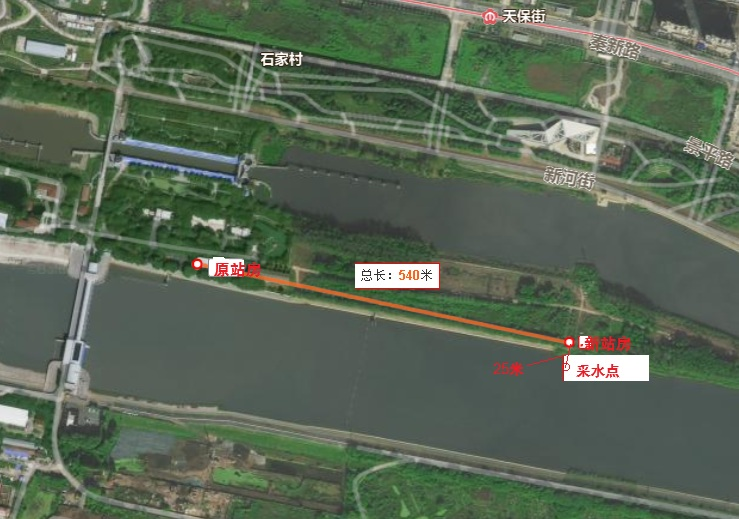 天保街
奉新路
石家村
景平路
新河街
原站房
总长：540米
新站房
25米
采水点